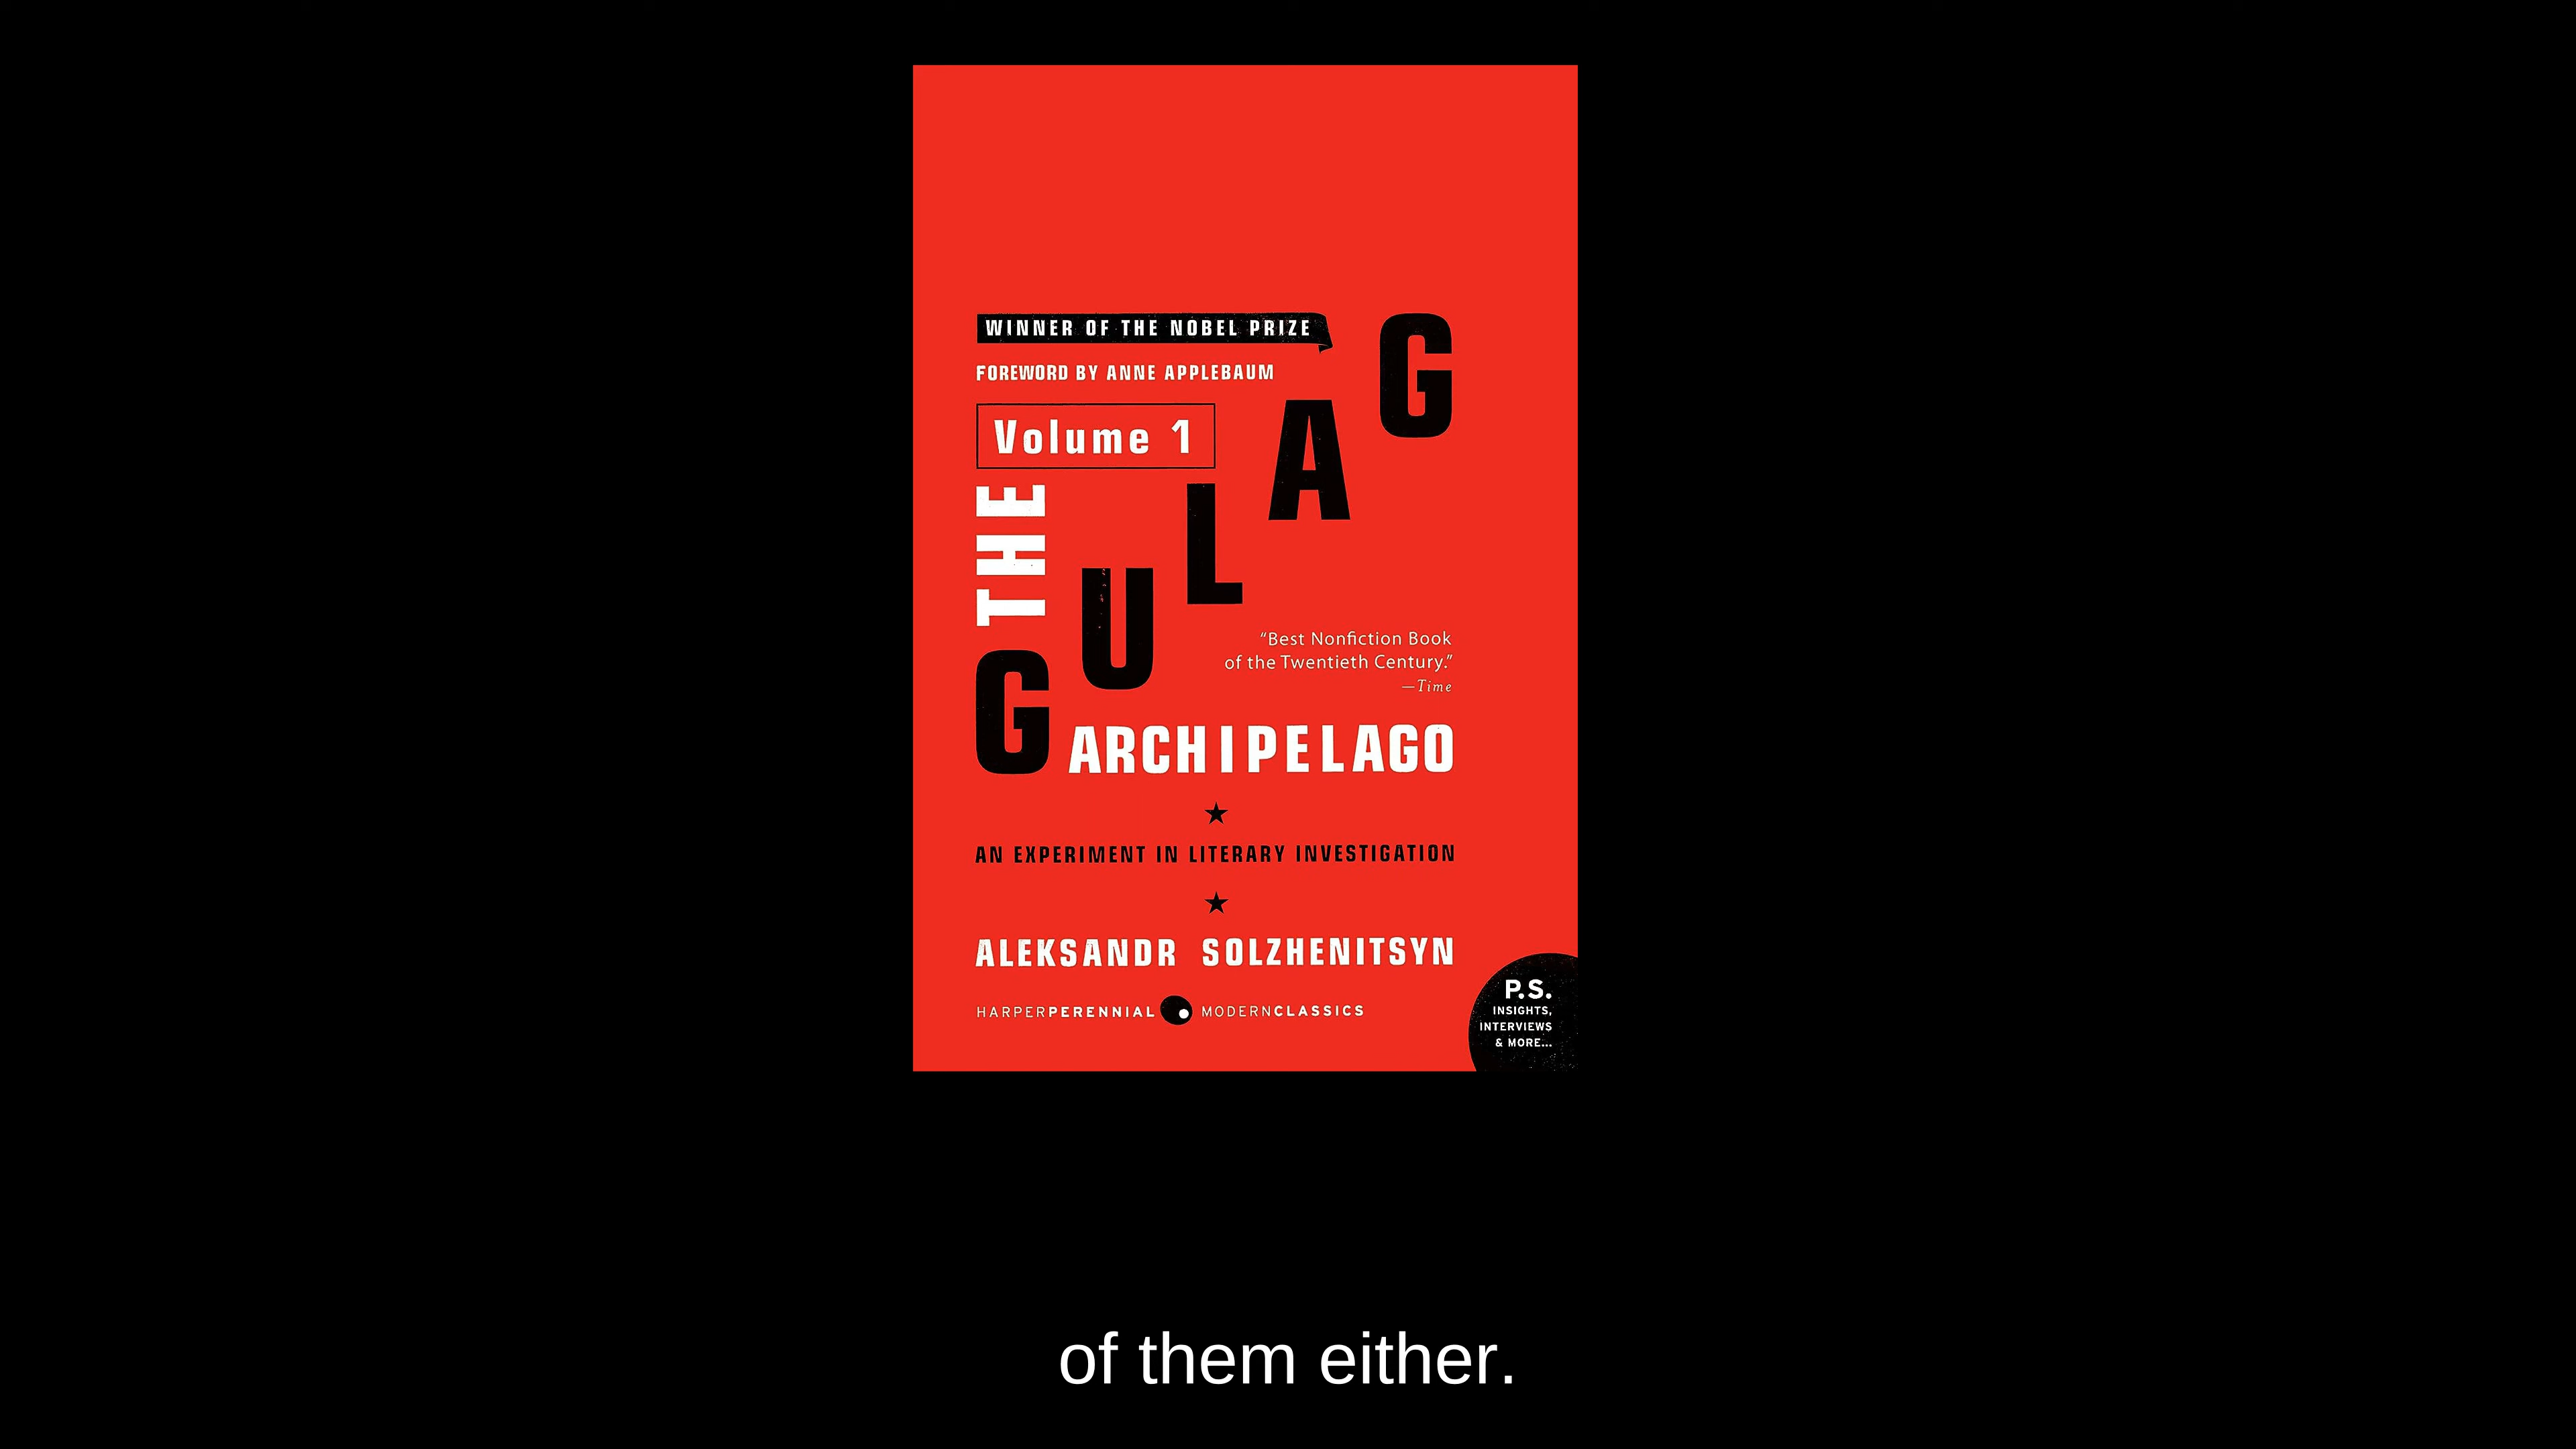 WINNER OF THE NOBEL PRIZE
FOREWORD BY ANNE APPLEBAUM
Volume 1
THE
GULAG
"Best Nonfiction Book
of the Twentieth Century."
—Time
ARCHIPELAGO
AN EXPERIMENT IN LITERARY INVESTIGATION
ALEKSANDR SOLZHENITSYN
HARPERPERENNIAL MODERNCLASSICS
P.S.
INSIGHTS,
INTERVIEWS
& MORE...
of them either.